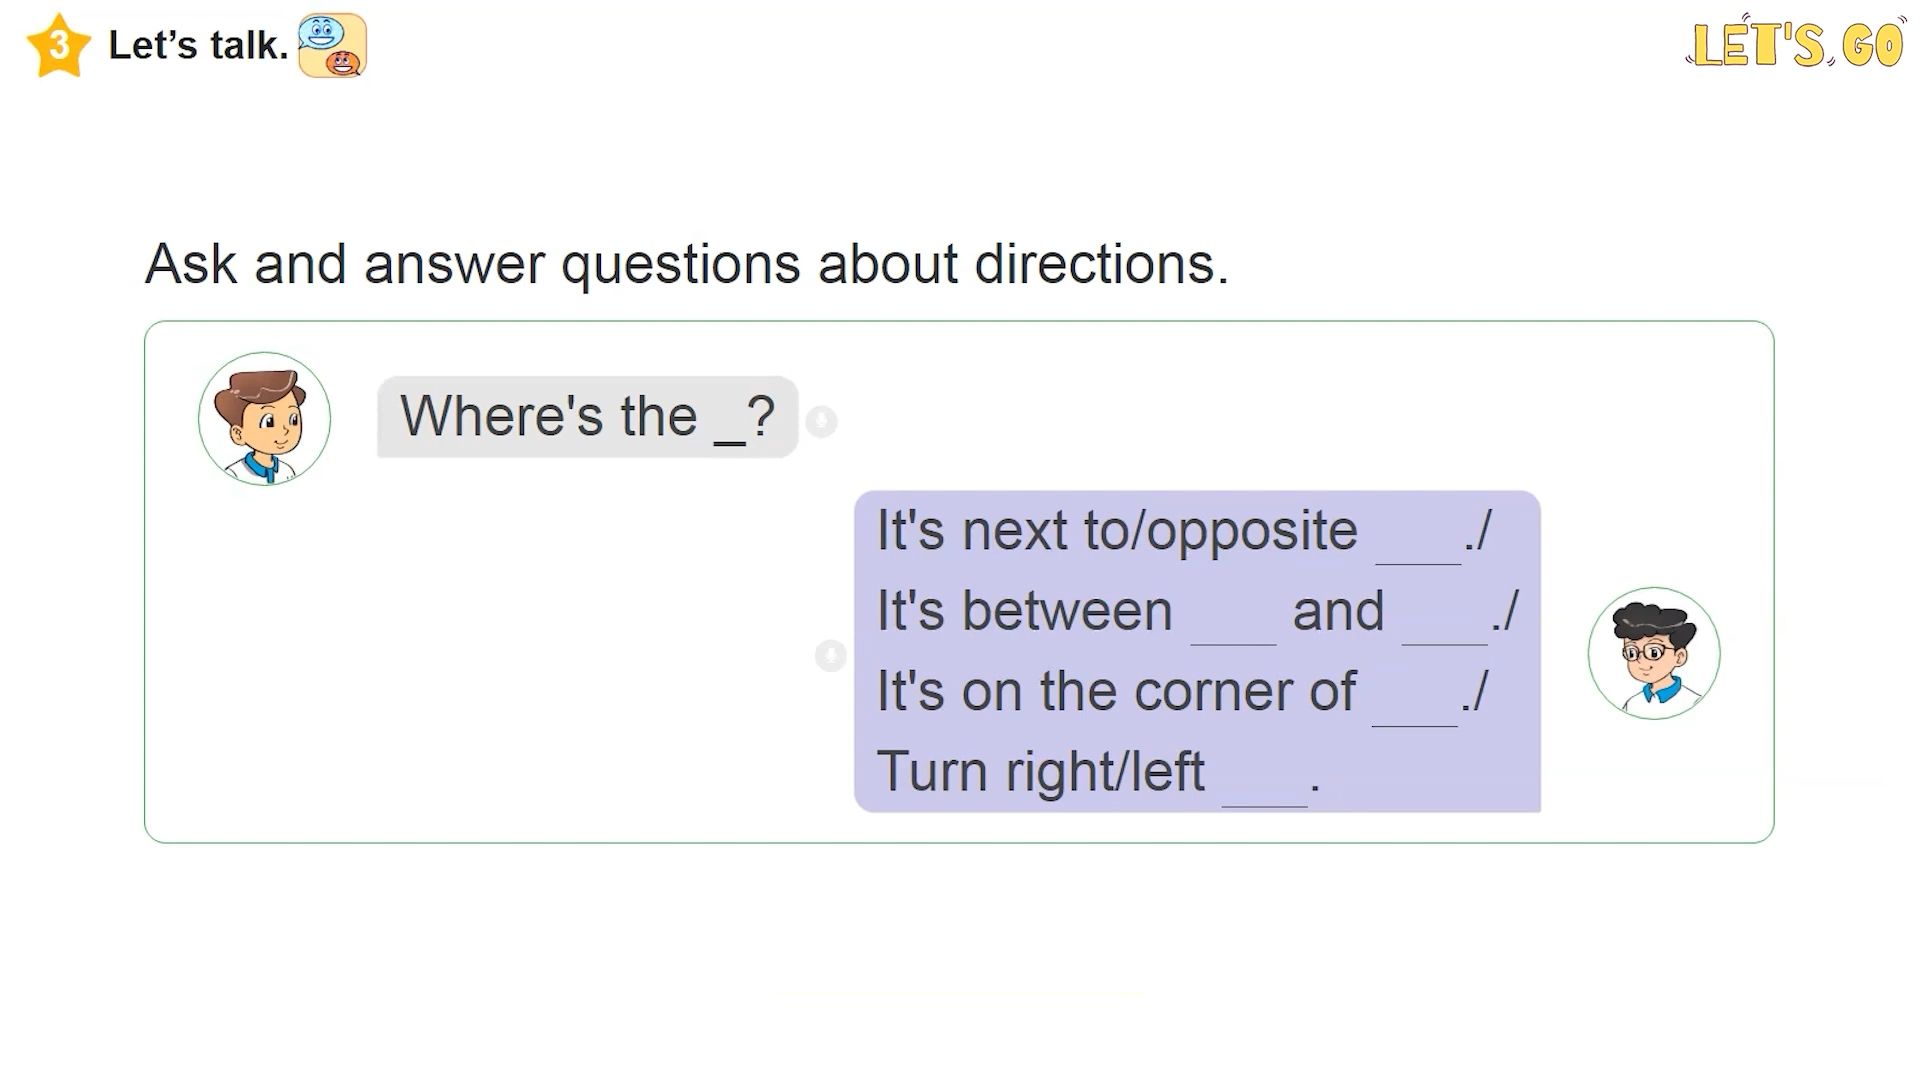 3 Let’s talk.
LET'S GO
Ask and answer questions about directions.
Where's the _?
It's next to/opposite ___./
It's between ___ and ___./
It's on the corner of ___./
Turn right/left ___.